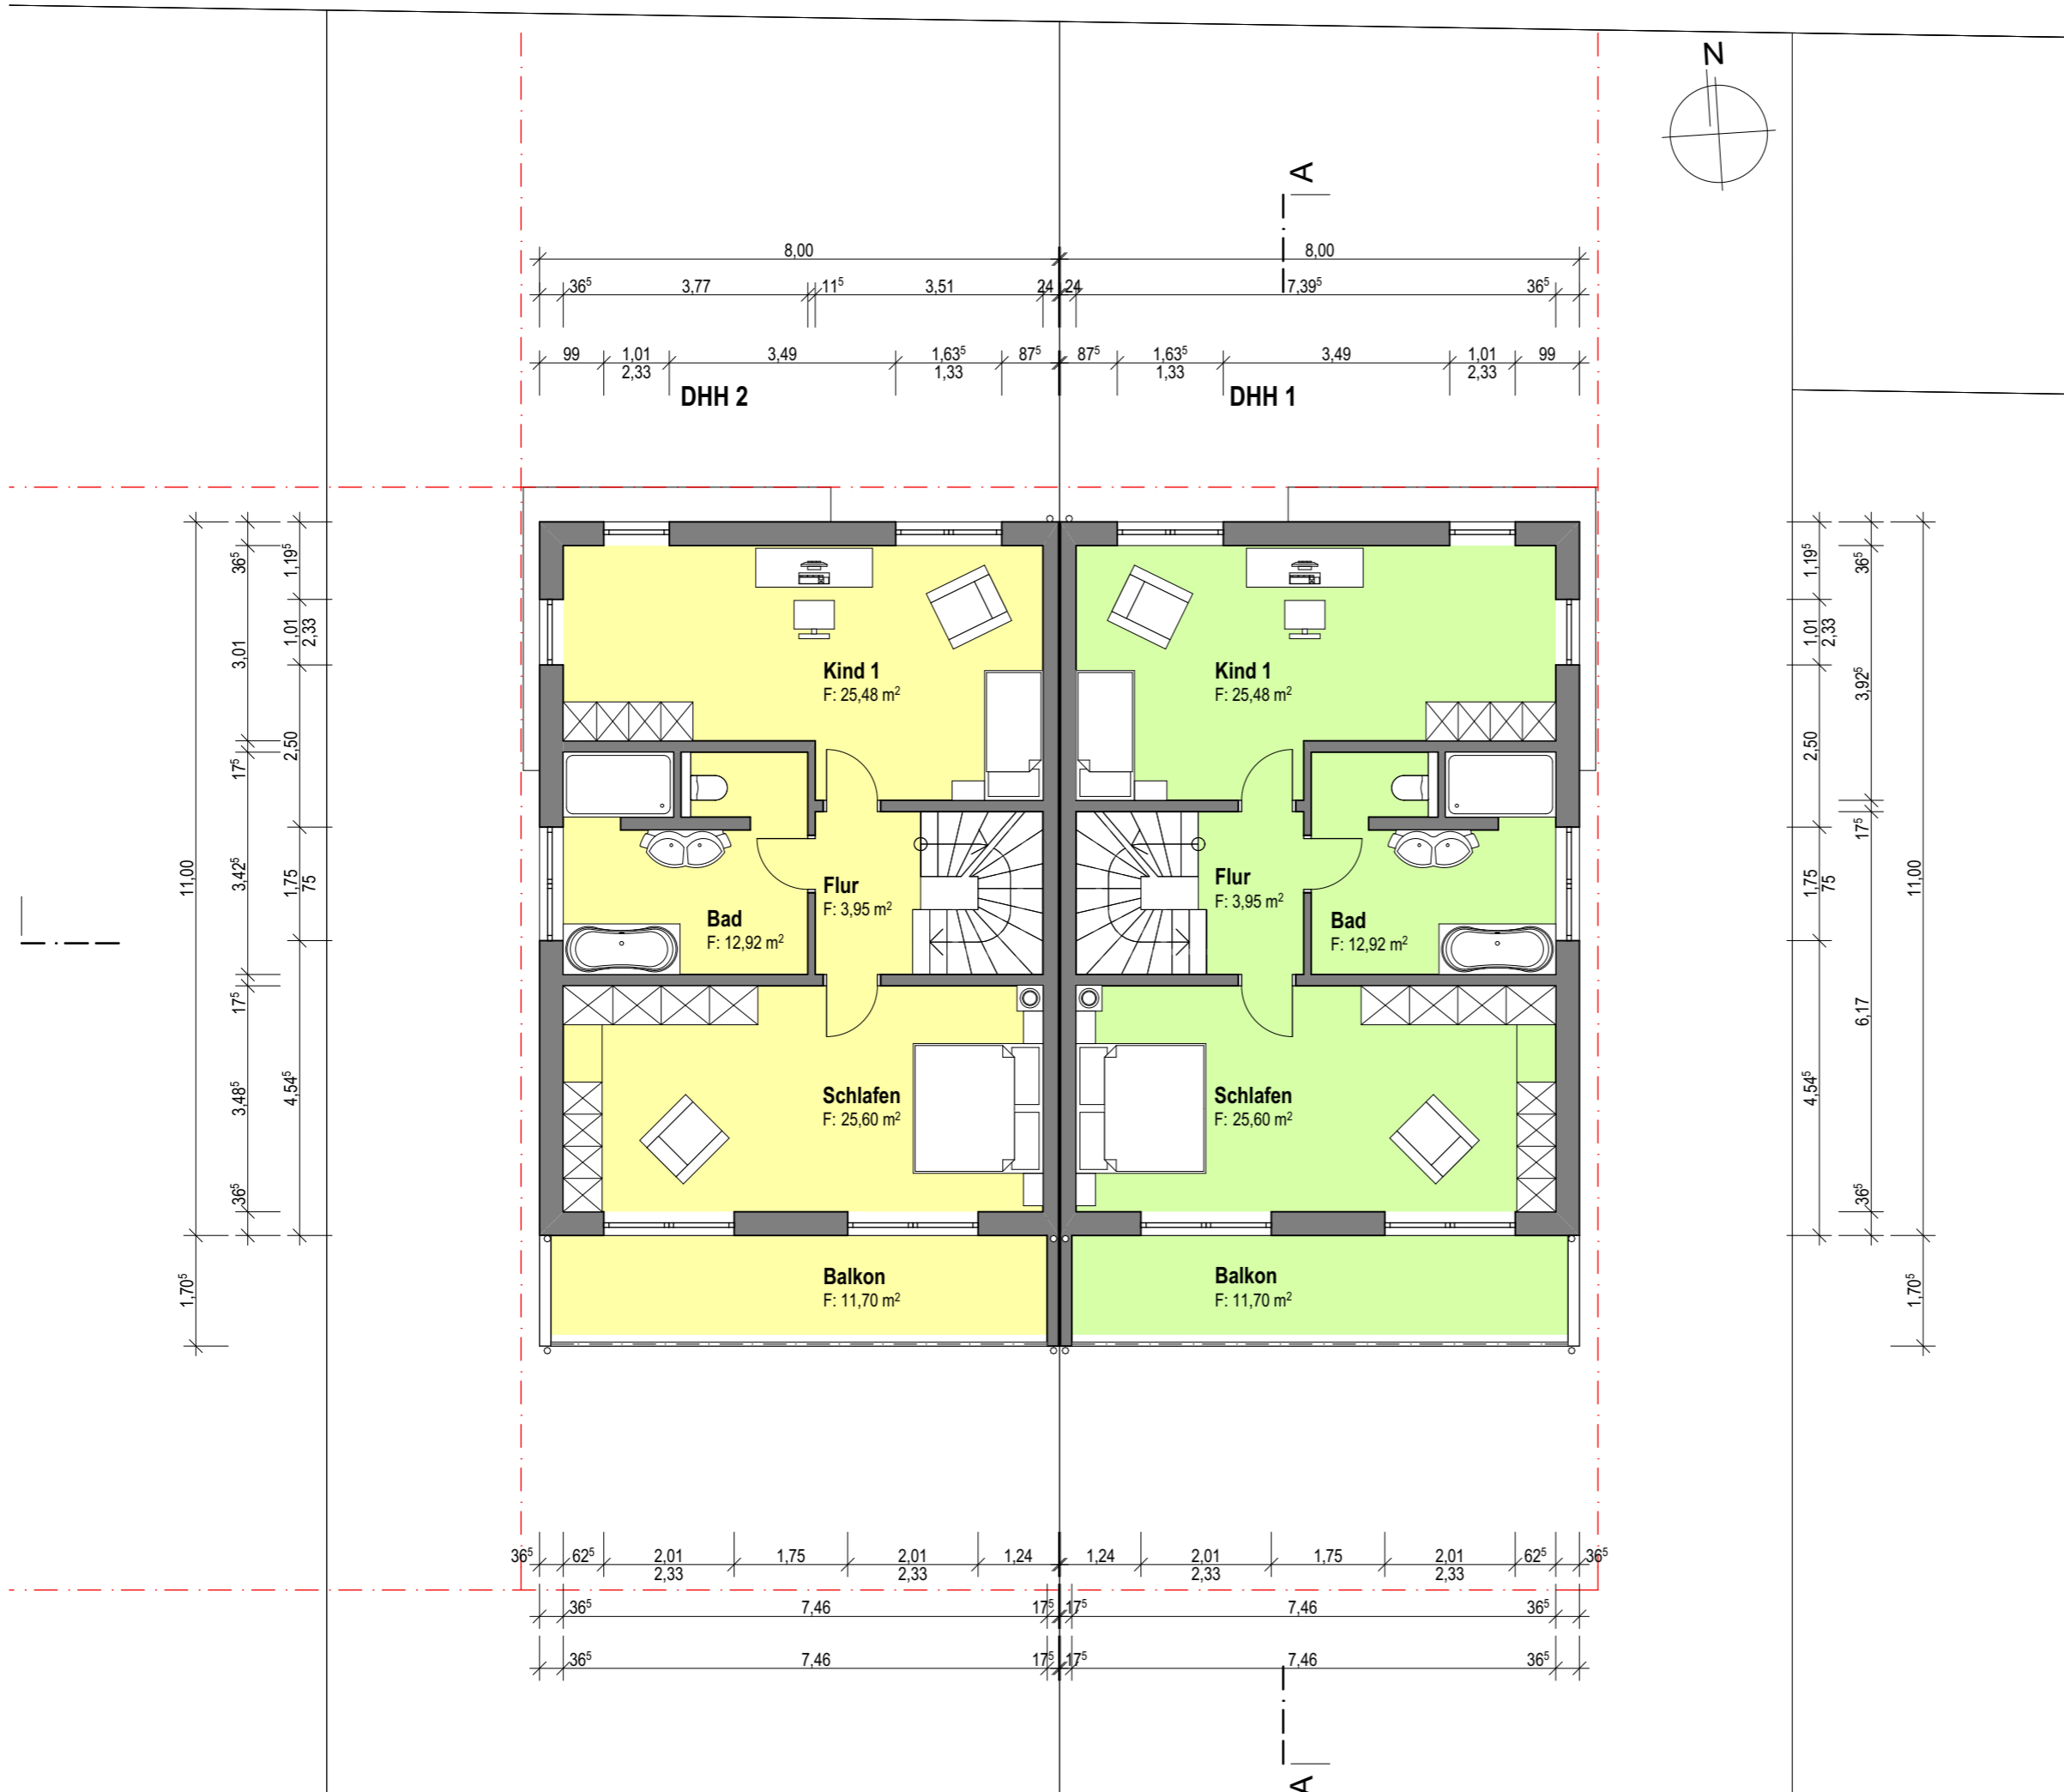 N
A
8,00 8,00
36⁵ 3,77 11⁵ 3,51 24 24 7,39⁵ 36⁵
99 1,01 3,49 1,63⁵ 87⁵ 87⁵ 1,63⁵ 3,49 1,01 99
2,33 1,33 1,33 2,33
DHH 2 DHH 1
11,00
1,70⁵
36⁵ 3,01 17⁵ 3,42⁵ 17⁵ 3,48⁵ 36⁵
1,19⁵ 1,01 2,50 1,75 4,54⁵
2,33 75
Kind 1
F: 25,48 m²
Kind 1
F: 25,48 m²
Flur
F: 3,95 m²
Flur
F: 3,95 m²
Bad
F: 12,92 m²
Bad
F: 12,92 m²
Schlafen
F: 25,60 m²
Schlafen
F: 25,60 m²
Balkon
F: 11,70 m²
Balkon
F: 11,70 m²
1,19⁵ 1,01 2,50 1,75 4,54⁵
2,33 75
36⁵ 3,92⁵ 17⁵ 6,17 36⁵
11,00
1,70⁵
36⁵ 62⁵ 2,01 1,75 2,01 1,24 1,24 2,01 1,75 2,01 62⁵ 36⁵
2,33 2,33 2,33 2,33
36⁵ 7,46 17⁵ 17⁵ 7,46 36⁵
36⁵ 7,46 17⁵ 17⁵ 7,46 36⁵
A